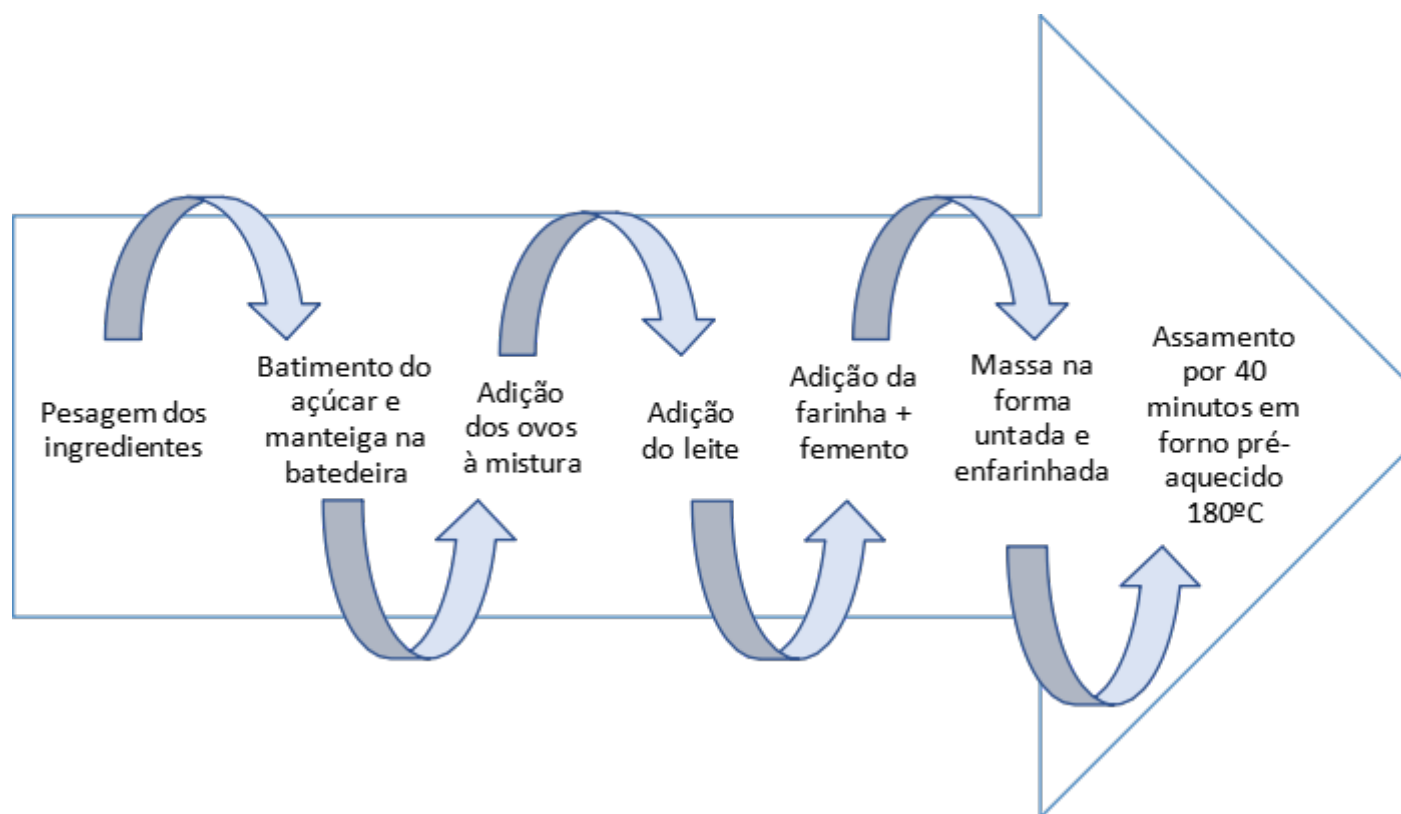 Pesagem dos
ingredientes
Batimento do
açúcar e
manteiga na
batedeira
Adição
dos ovos
à mistura
Adição
do leite
Adição da
farinha +
femento
Massa na
forma
untada e
enfarinhada
Assamento
por 40
minutos em
forno pré-
aquecido
180ºC